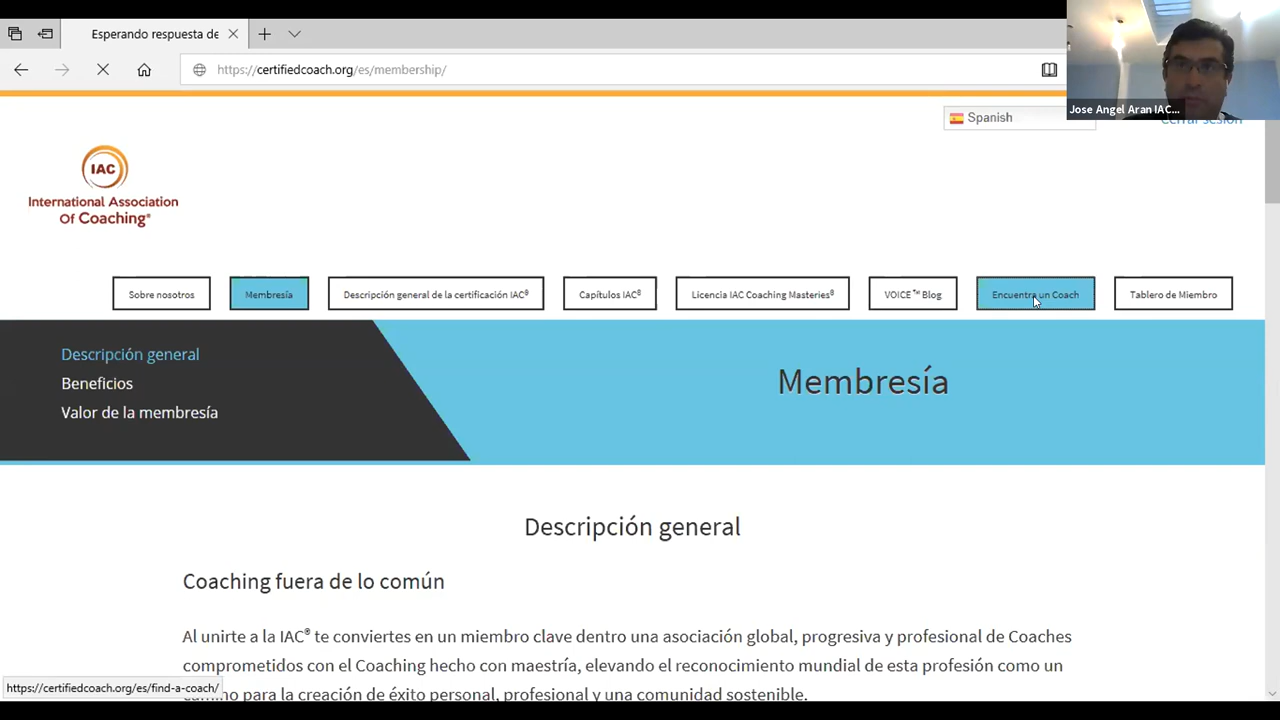 Esperando respuesta de
https://certifiedcoach.org/es/membership/
Jose Angel Aran IAC...
Spanish
Cerrar sesión
IAC
International Association
Of Coaching®
Sobre nosotros
Membresía
Descripción general de la certificación IAC®
Capítulos IAC®
Licencia IAC Coaching Masteries®
VOICE™ Blog
Encuentra un Coach
Tablero de Miembro
Descripción general
Beneficios
Valor de la membresía
Membresía
Descripción general
Coaching fuera de lo común
Al unirte a la IAC® te conviertes en un miembro clave dentro una asociación global, progresiva y profesional de Coaches
comprometidos con el Coaching hecho con maestría, elevando el reconocimiento mundial de esta profesión como un
camino para la creación de éxito personal, profesional y una comunidad sostenible.
https://certifiedcoach.org/es/find-a-coach/